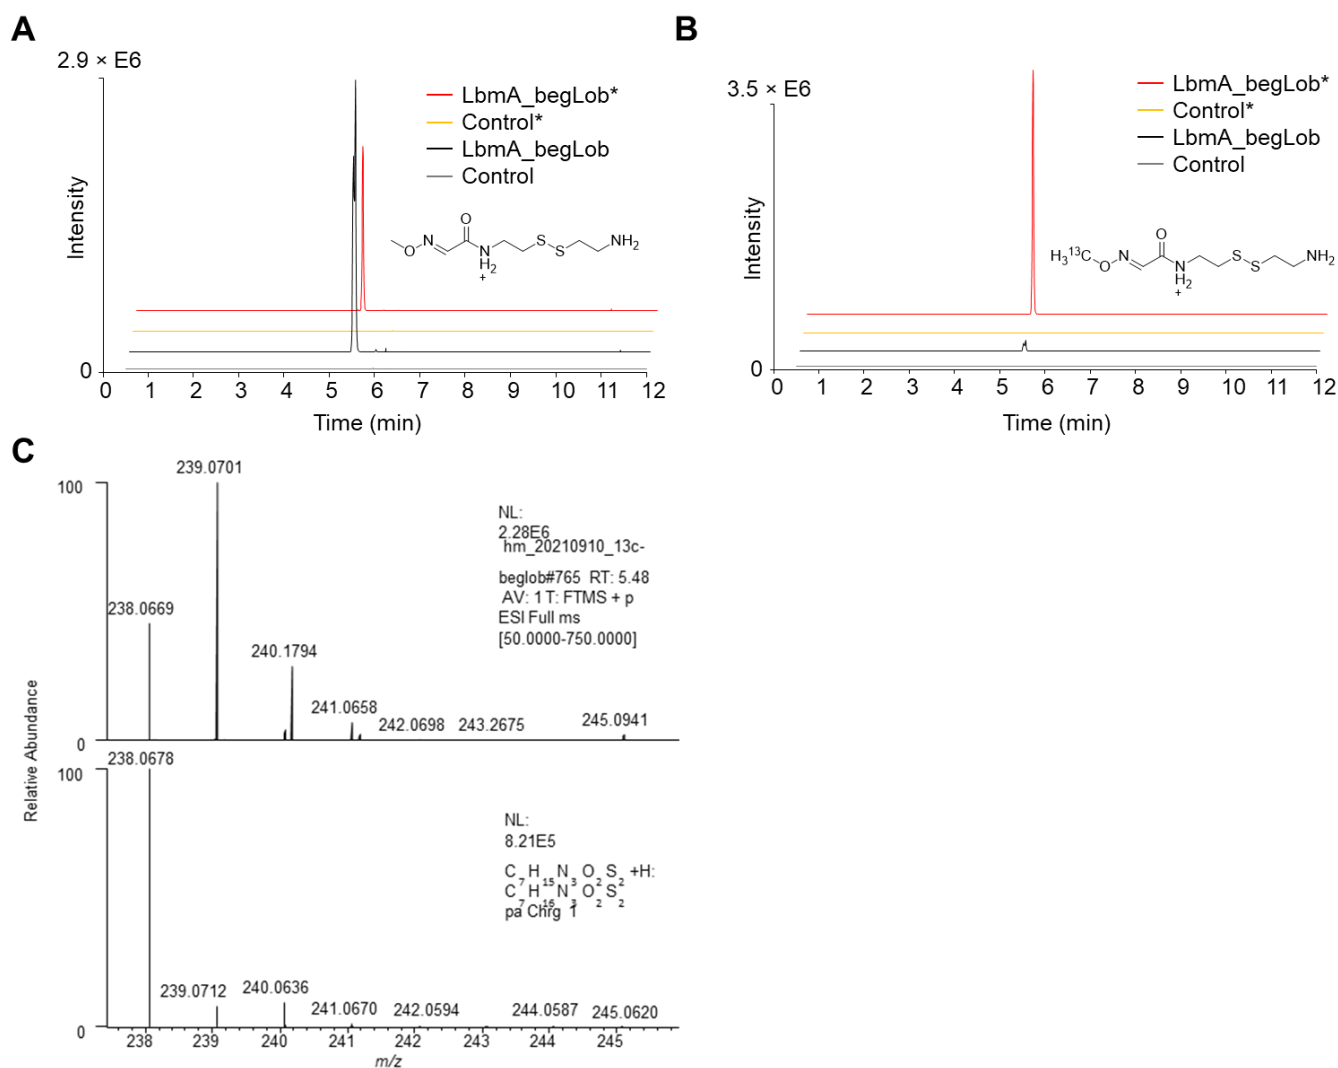 A
2.9 × E6
LbmA_begLob*
Control*
LbmA_begLob
Control
Intensity
O
N
O
N
H2
+
S
S
NH2
0
0 1 2 3 4 5 6 7 8 9 10 11 12
Time (min)
B
3.5 × E6
LbmA_begLob*
Control*
LbmA_begLob
Control
Intensity
H313C
O
N
O
N
H2
+
S
S
NH2
0
0 1 2 3 4 5 6 7 8 9 10 11 12
Time (min)
C
Relative Abundance
100
0
239.0701
238.0669
240.1794
241.0658
242.0698
243.2675
245.0941
NL:
2.28E6
hm_20210910_13c-
beglob#765 RT: 5.48
AV: 1 T: FTMS + p
ESI Full ms
[50.0000-750.0000]
100
0
238.0678
239.0712
240.0636
241.0670
242.0594
244.0587
245.0620
NL:
8.21E5
C7H15N3O2S2 +H:
C7H16N3O2S2
pa Chrg 1
238 239 240 241 242 243 244 245
m/z